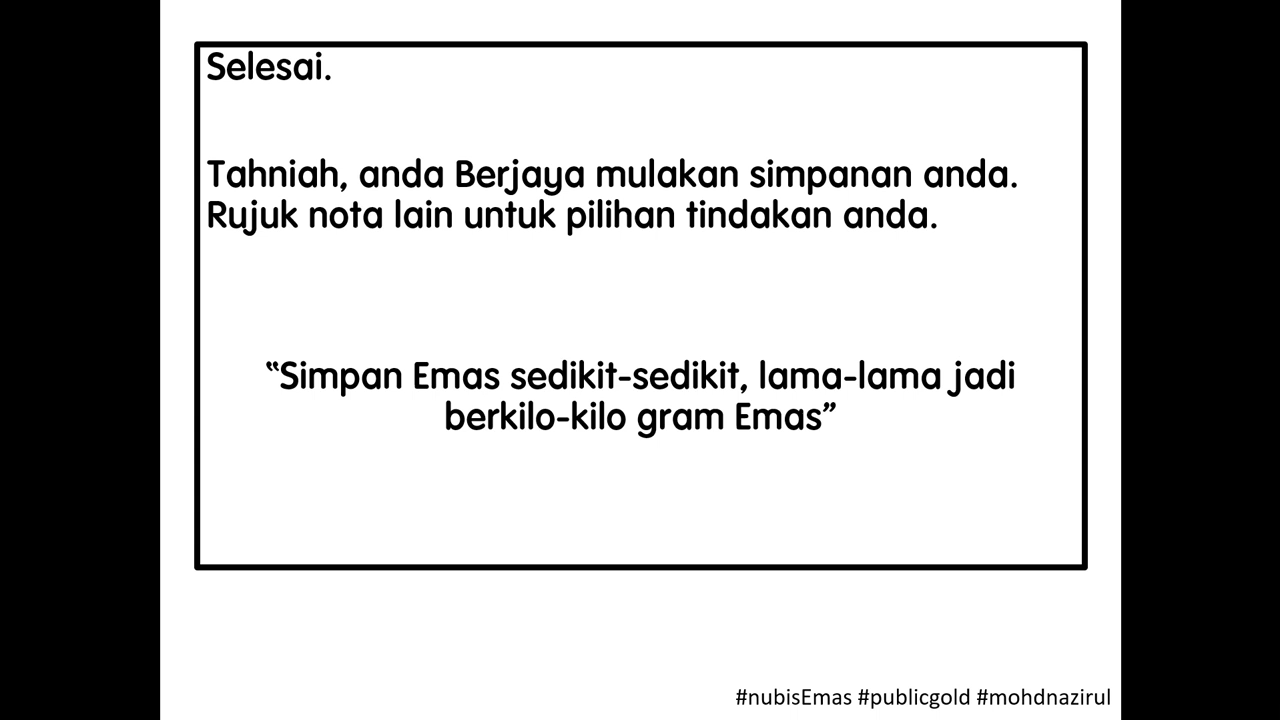 Selesai.
Tahniah, anda Berjaya mulakan simpanan anda.
Rujuk nota lain untuk pilihan tindakan anda.
“Simpan Emas sedikit-sedikit, lama-lama jadi
berkilo-kilo gram Emas”
#nubisEmas #publicgold #mohdnazirul